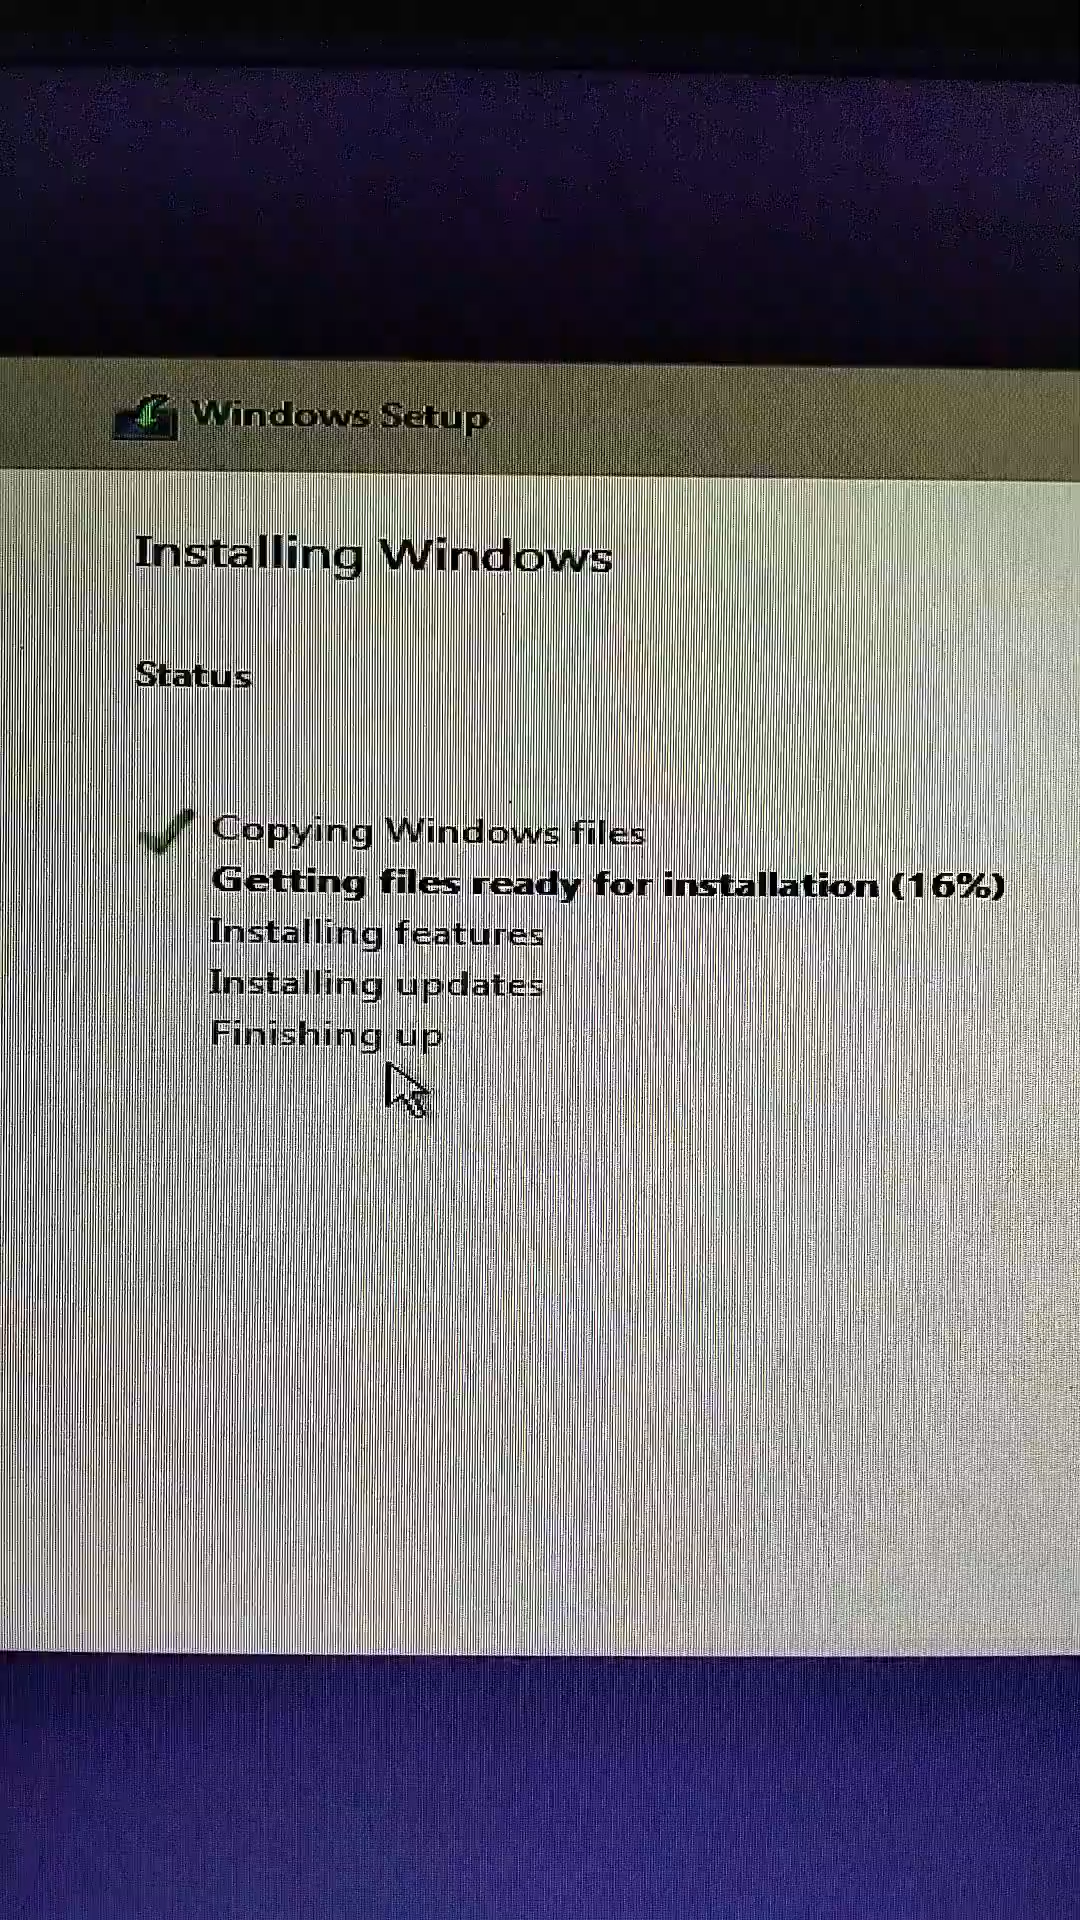 Windows Setup
Installing Windows
Status
Copying Windows files
Getting files ready for installation (16%)
Installing features
Installing updates
Finishing up